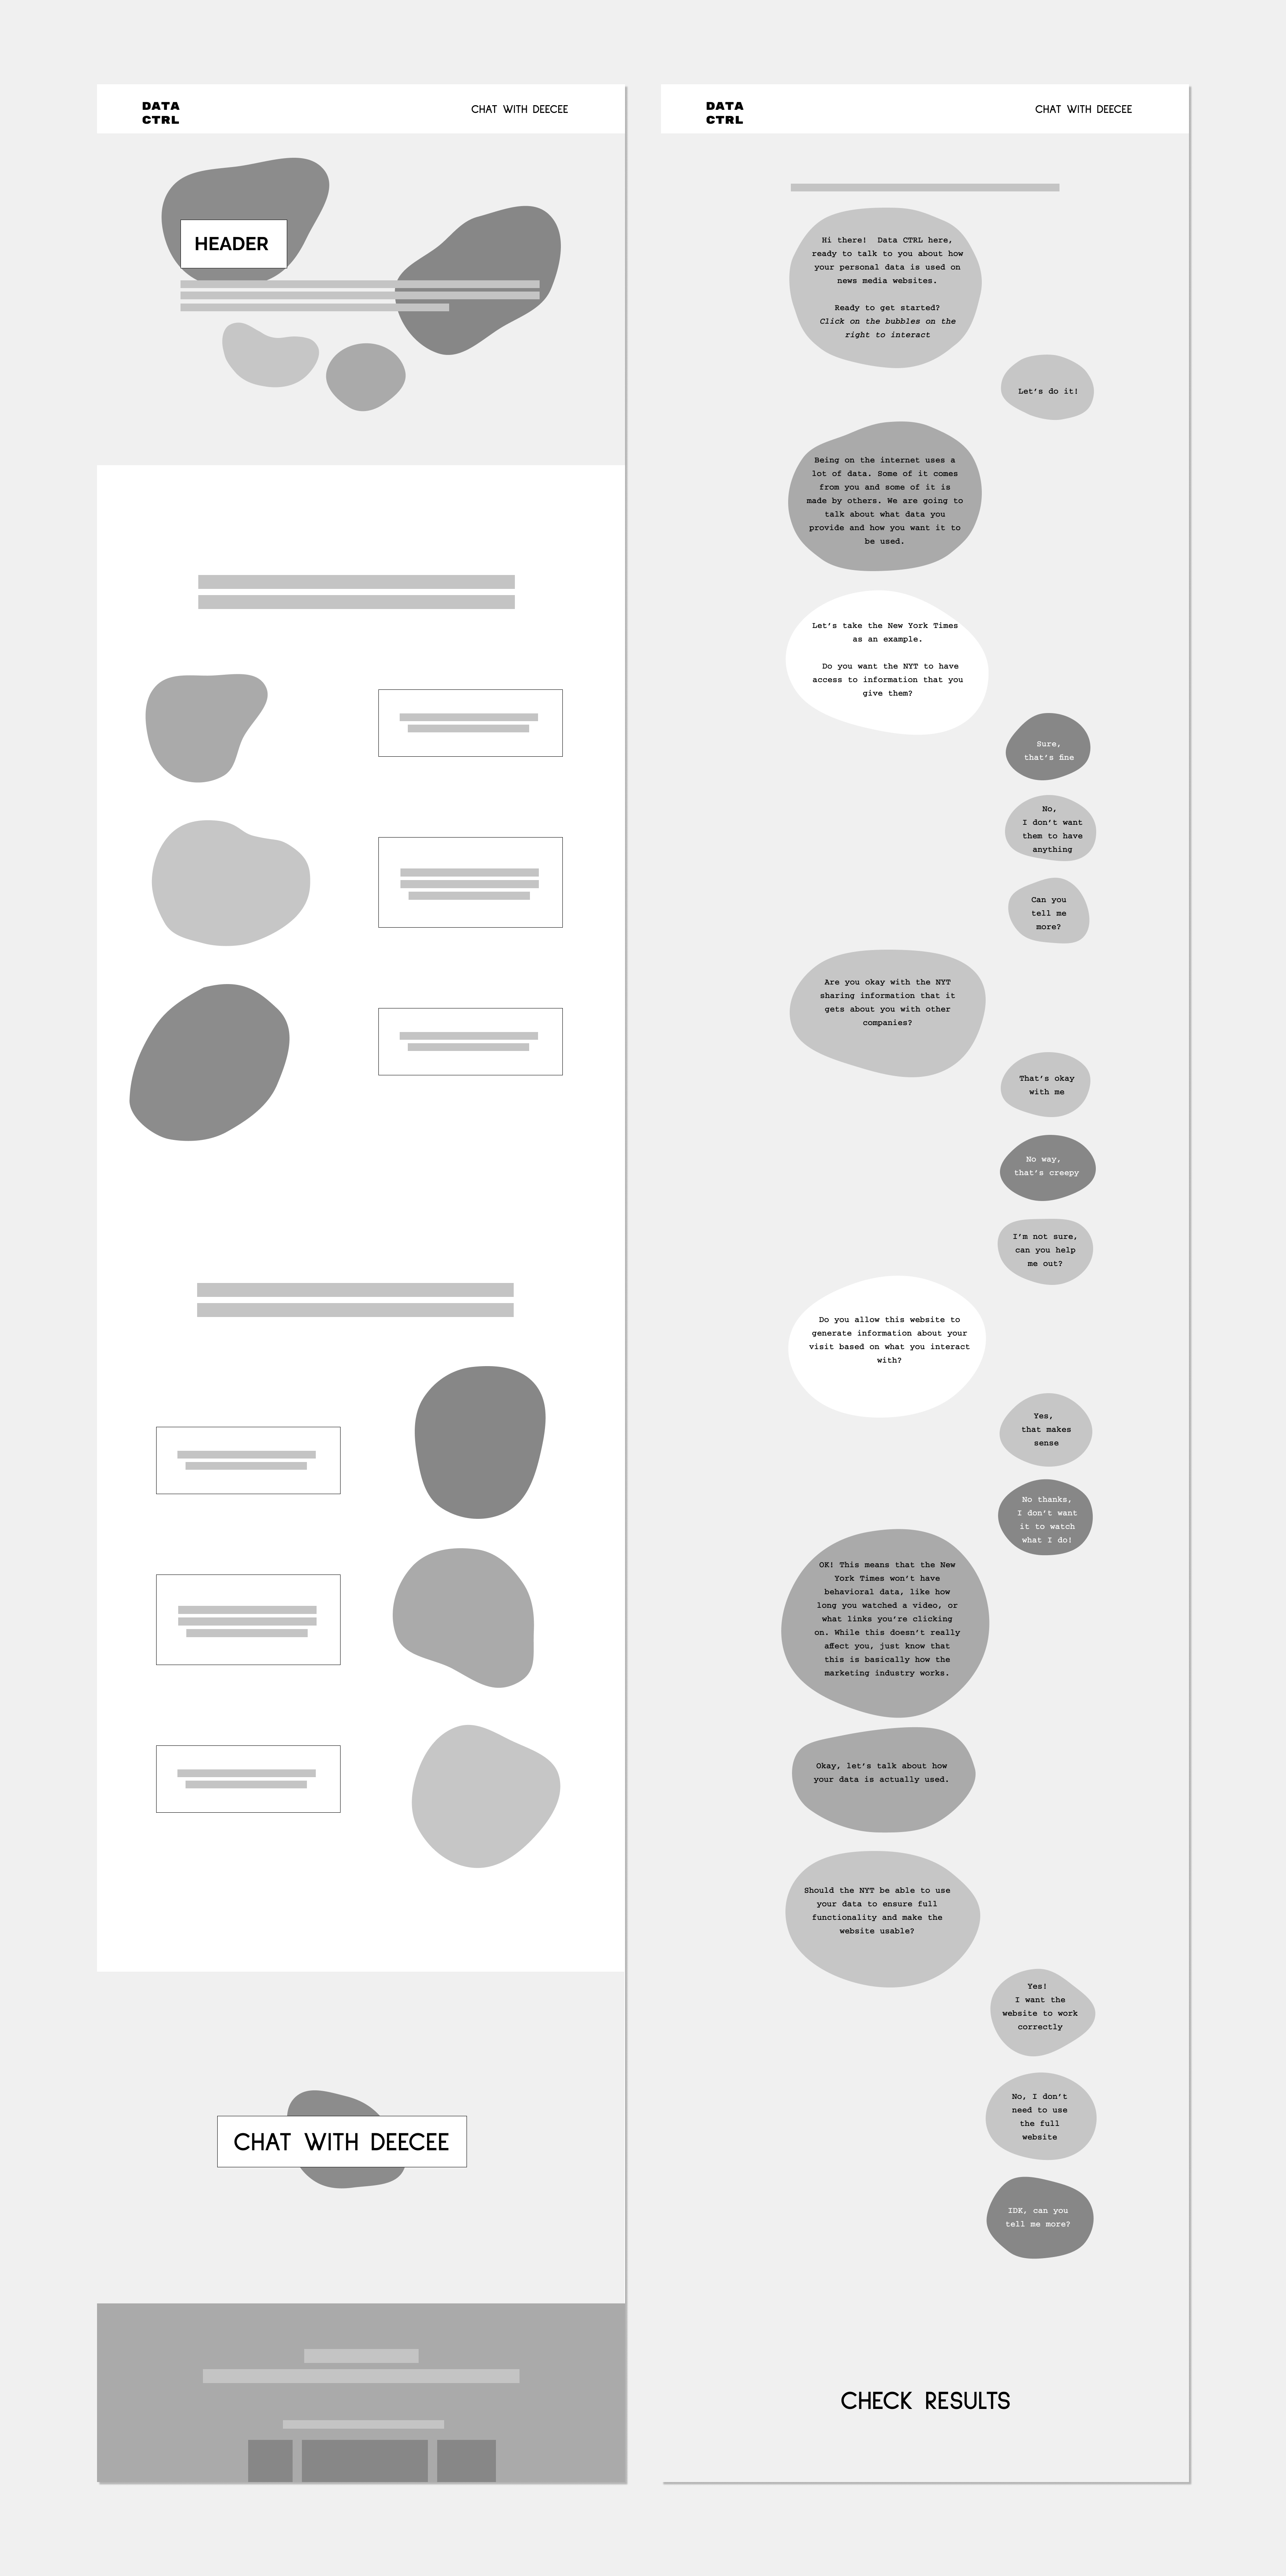 DATA
CTRL
CHAT WITH DEECEE
HEADER
CHAT WITH DEECEE
DATA
CTRL
CHAT WITH DEECEE
Hi there! Data CTRL here,
ready to talk to you about how
your personal data is used on
news media websites.
Ready to get started?
Click on the bubbles on the
right to interact
Let's do it!
Being on the internet uses a
lot of data. Some of it comes
from you and some of it is
made by others. We are going to
talk about what data you
provide and how you want it to
be used.
Let's take the New York Times
as an example.
Do you want the NYT to have
access to information that you
give them?
Sure,
that's fine
No,
I don't want
them to have
anything
Can you
tell me
more?
Are you okay with the NYT
sharing information that it
gets about you with other
companies?
That's okay
with me
No way,
that's creepy
I'm not sure,
can you help
me out?
Do you allow this website to
generate information about your
visit based on what you interact
with?
Yes,
that makes
sense
No thanks,
I don't want
it to watch
what I do!
OK! This means that the New
York Times won't have
behavioral data, like how
long you watched a video, or
what links you're clicking
on. While this doesn't really
affect you, just know that
this is basically how the
marketing industry works.
Okay, let's talk about how
your data is actually used.
Should the NYT be able to use
your data to ensure full
functionality and make the
website usable?
Yes!
I want the
website to work
correctly
No, I don't
need to use
the full
website
IDK, can you
tell me more?
CHECK RESULTS